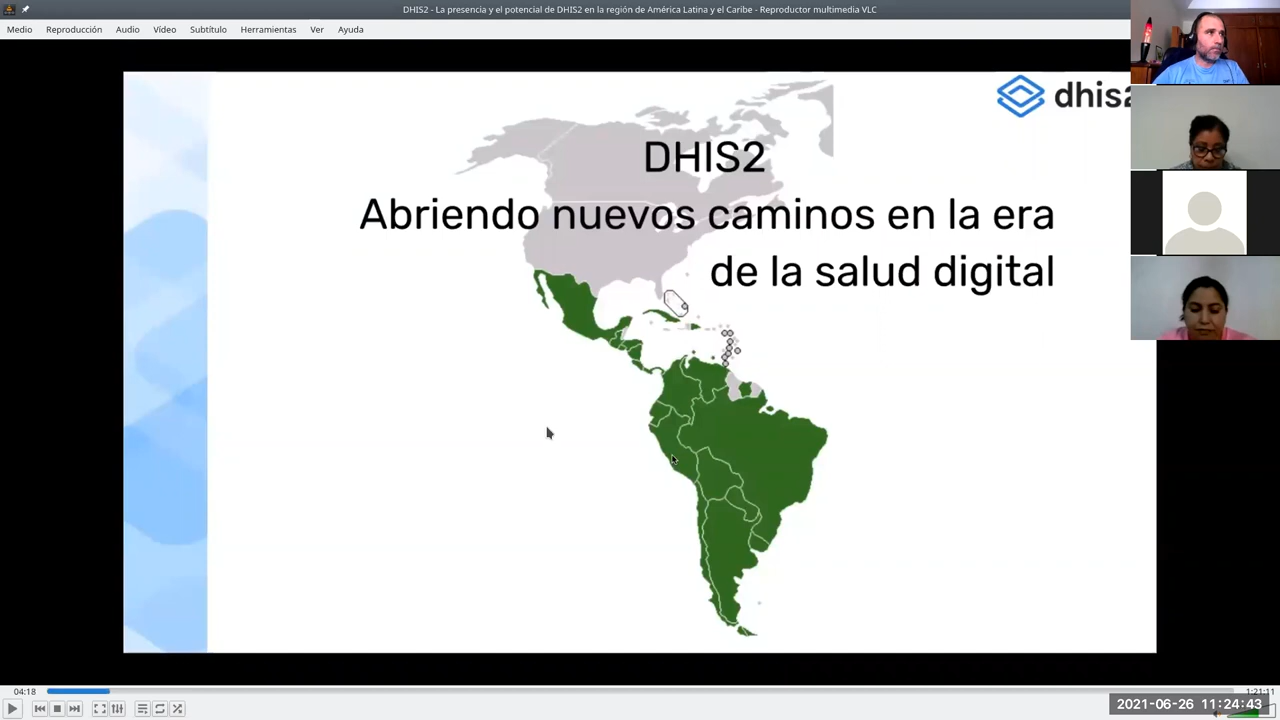 DHIS2 - La presencia y el potencial de DHIS2 en la región de América Latina y el Caribe - Reproductor multimedia VLC
Medio Reproducción Audio Vídeo Subtítulo Herramientas Ver Ayuda
dhis2
DHIS2
Abriendo nuevos caminos en la era
de la salud digital
04:18
1:21:11
2021-06-26 11:24:43